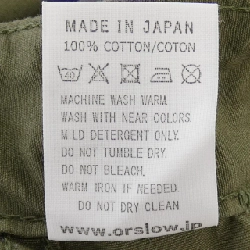 MADE IN JAPAN
100% COTTON/COTON
40
MACHINE WASH WARM.
WASH WITH NEAR COLORS.
MILD DETERGENT ONLY.
DO NOT TUMBLE DRY.
DO NOT BLEACH.
WARM IRON IF NEEDED.
DO NOT DRY CLEAN
www.orslow.jp